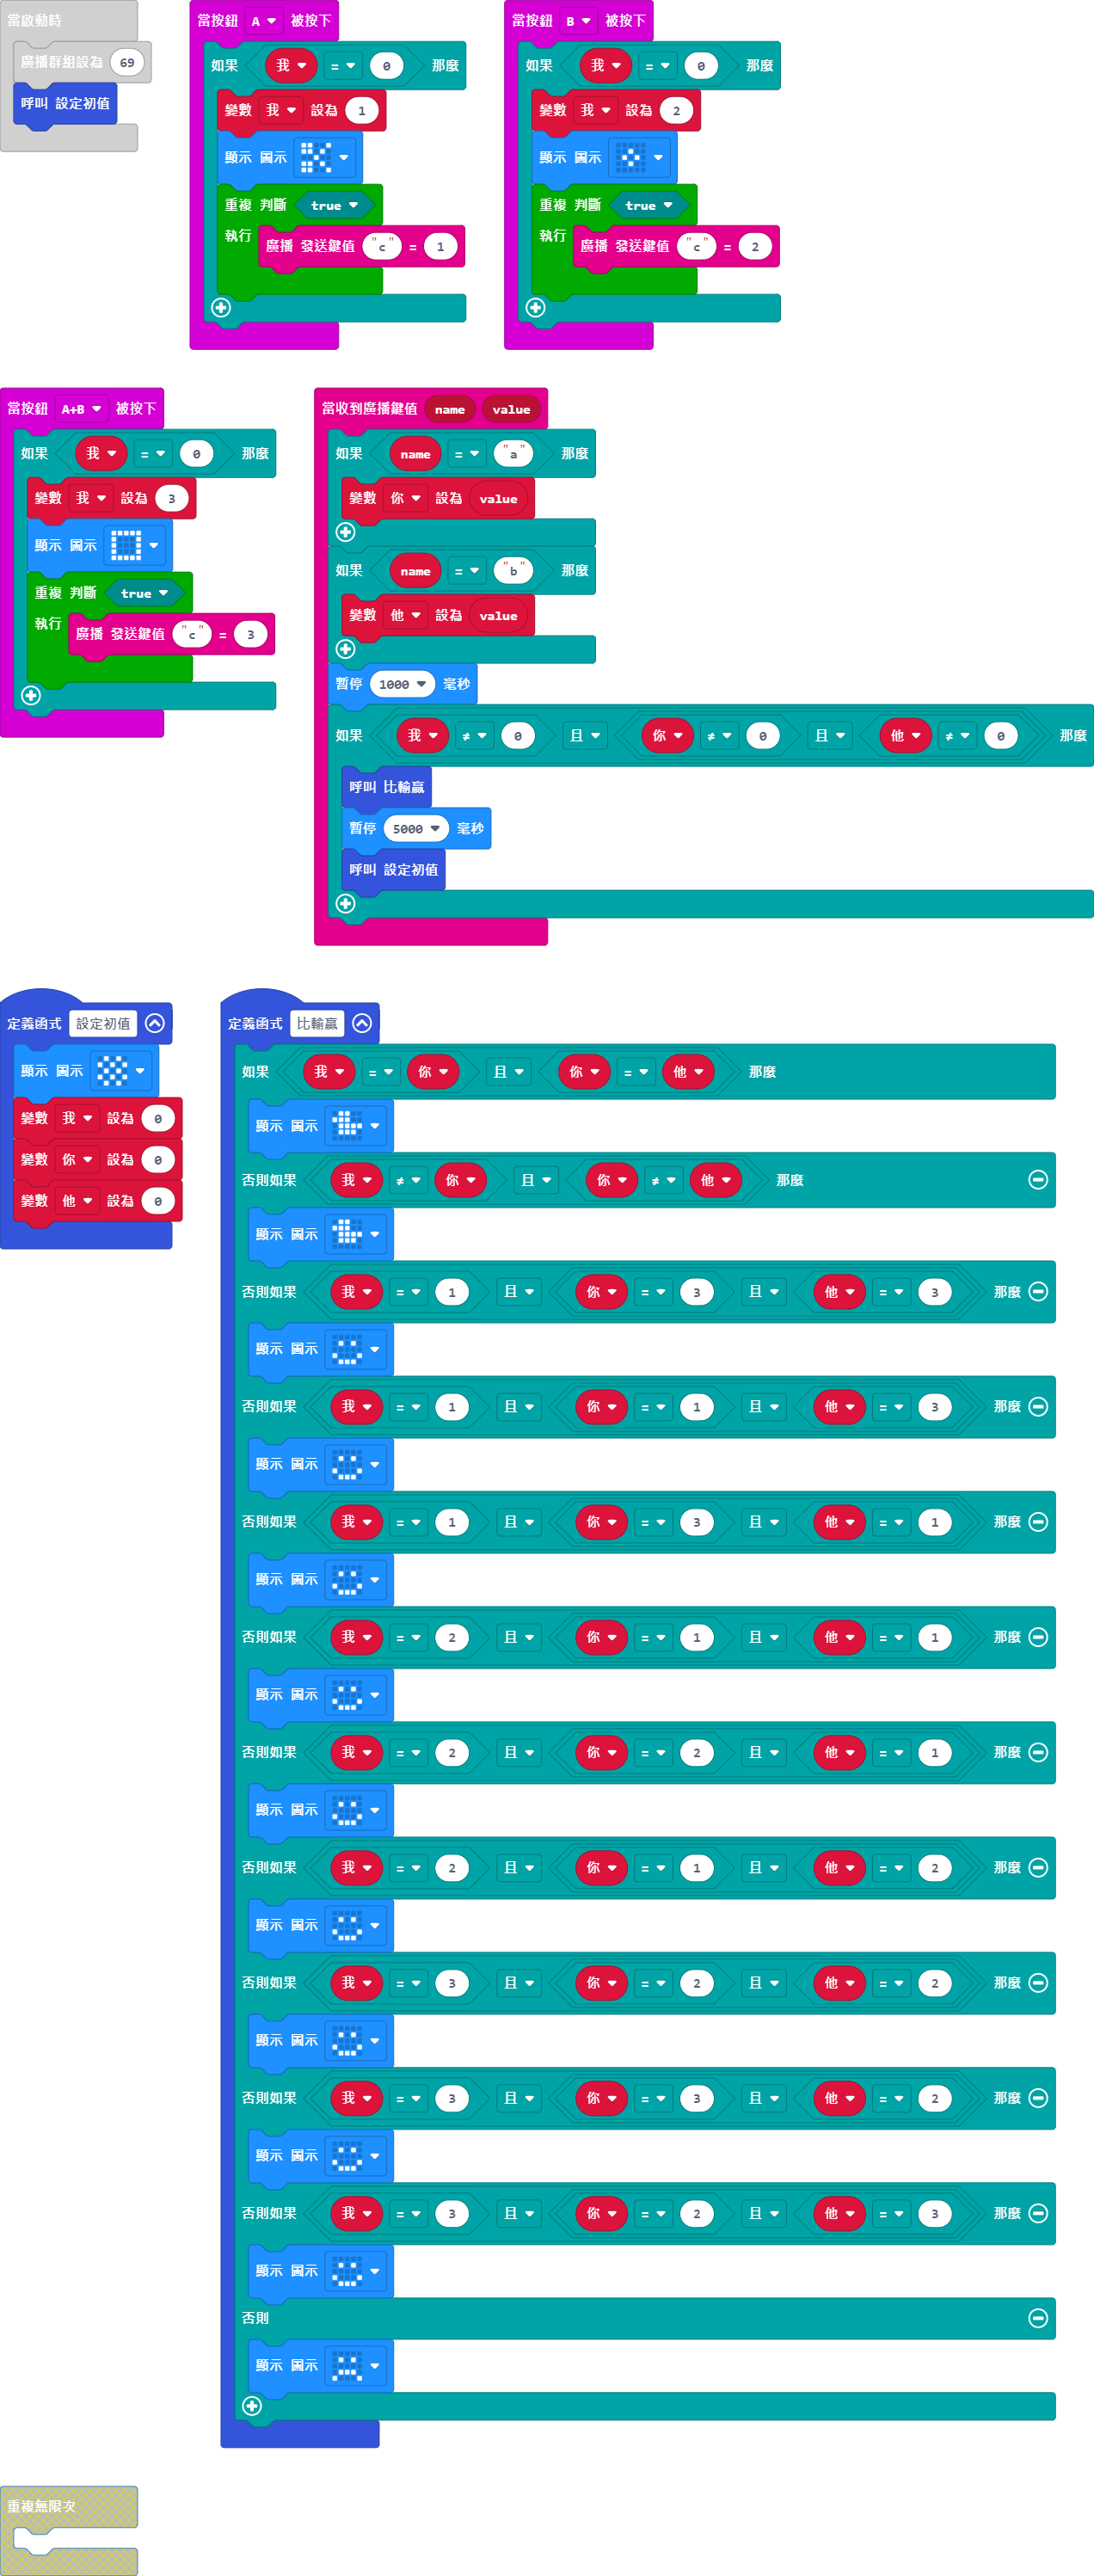 當啟動時
廣播群組設為 69
呼叫 設定初值
當按鈕 A 被按下
如果 我 = 0 那麼
變數 我 設為 1
顯示 圖示
重複 判斷 true
執行 廣播 發送鍵值 "c" = 1
當按鈕 B 被按下
如果 我 = 0 那麼
變數 我 設為 2
顯示 圖示
重複 判斷 true
執行 廣播 發送鍵值 "c" = 2
當按鈕 A+B 被按下
如果 我 = 0 那麼
變數 我 設為 3
顯示 圖示
重複 判斷 true
執行 廣播 發送鍵值 "c" = 3
當收到廣播鍵值 name value
如果 name = "a" 那麼
變數 你 設為 value
如果 name = "b" 那麼
變數 他 設為 value
暫停 1000 毫秒
如果 我 ≠ 0 且 你 ≠ 0 且 他 ≠ 0 那麼
呼叫 比輸贏
暫停 5000 毫秒
呼叫 設定初值
定義函式 設定初值
顯示 圖示
變數 我 設為 0
變數 你 設為 0
變數 他 設為 0
定義函式 比輸贏
如果 我 = 你 且 你 = 他 那麼
顯示 圖示
否則如果 我 ≠ 你 且 你 ≠ 他 那麼
顯示 圖示
否則如果 我 = 1 且 你 = 3 且 他 = 3 那麼
顯示 圖示
否則如果 我 = 1 且 你 = 1 且 他 = 3 那麼
顯示 圖示
否則如果 我 = 1 且 你 = 3 且 他 = 1 那麼
顯示 圖示
否則如果 我 = 2 且 你 = 1 且 他 = 1 那麼
顯示 圖示
否則如果 我 = 2 且 你 = 2 且 他 = 1 那麼
顯示 圖示
否則如果 我 = 2 且 你 = 1 且 他 = 2 那麼
顯示 圖示
否則如果 我 = 3 且 你 = 2 且 他 = 2 那麼
顯示 圖示
否則如果 我 = 3 且 你 = 3 且 他 = 2 那麼
顯示 圖示
否則如果 我 = 3 且 你 = 2 且 他 = 3 那麼
顯示 圖示
否則
顯示 圖示
重複無限次